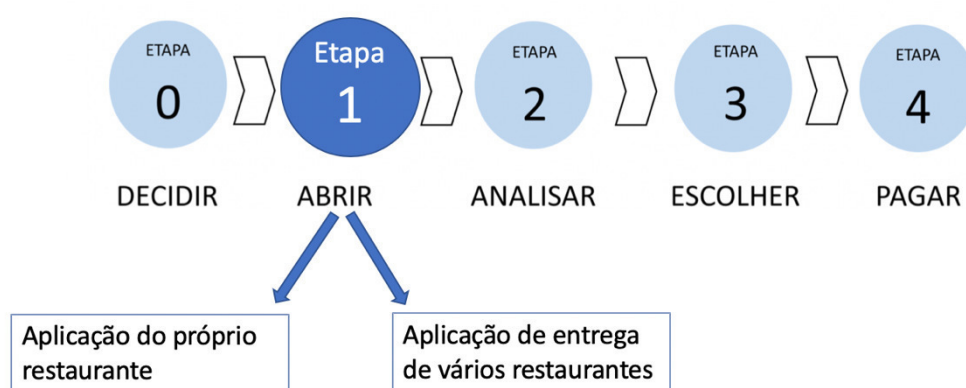 ETAPA
0
Etapa
1
ETAPA
2
ETAPA
3
ETAPA
4
DECIDIR
ABRIR
ANALISAR
ESCOLHER
PAGAR
Aplicação do próprio
restaurante
Aplicação de entrega
de vários restaurantes